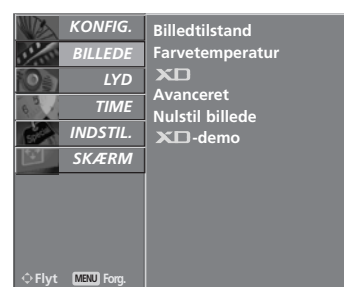 KONFIG.
BILLEDE
LYD
TIME
INDSTIL.
SKÆRM
Billedtilstand
Farvetemperatur
XD
Avanceret
Nulstil billede
XD-demo
Flyt MENU Forg.